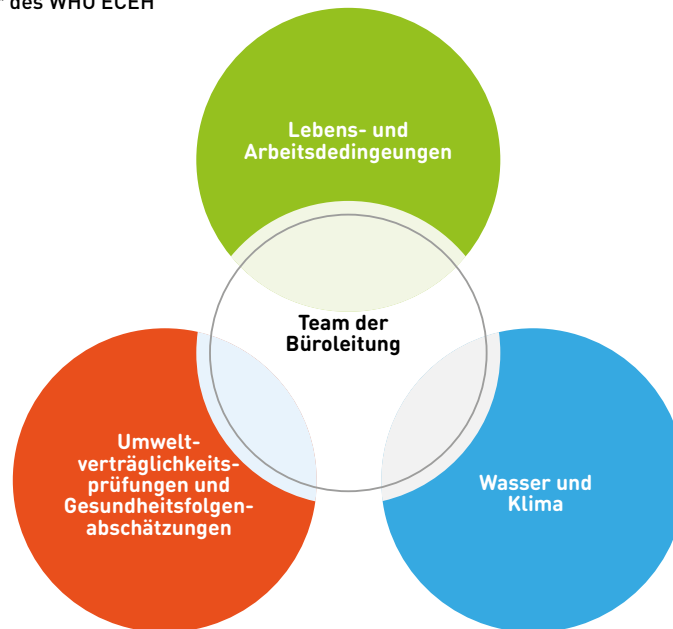 des WHO ECEH
Lebens- und
Arbeitsdedingeungen
Team der
Büroleitung
Umwelt-
verträglichkeits-
prüfungen und
Gesundheitsfolgen-
abschätzungen
Wasser und
Klima